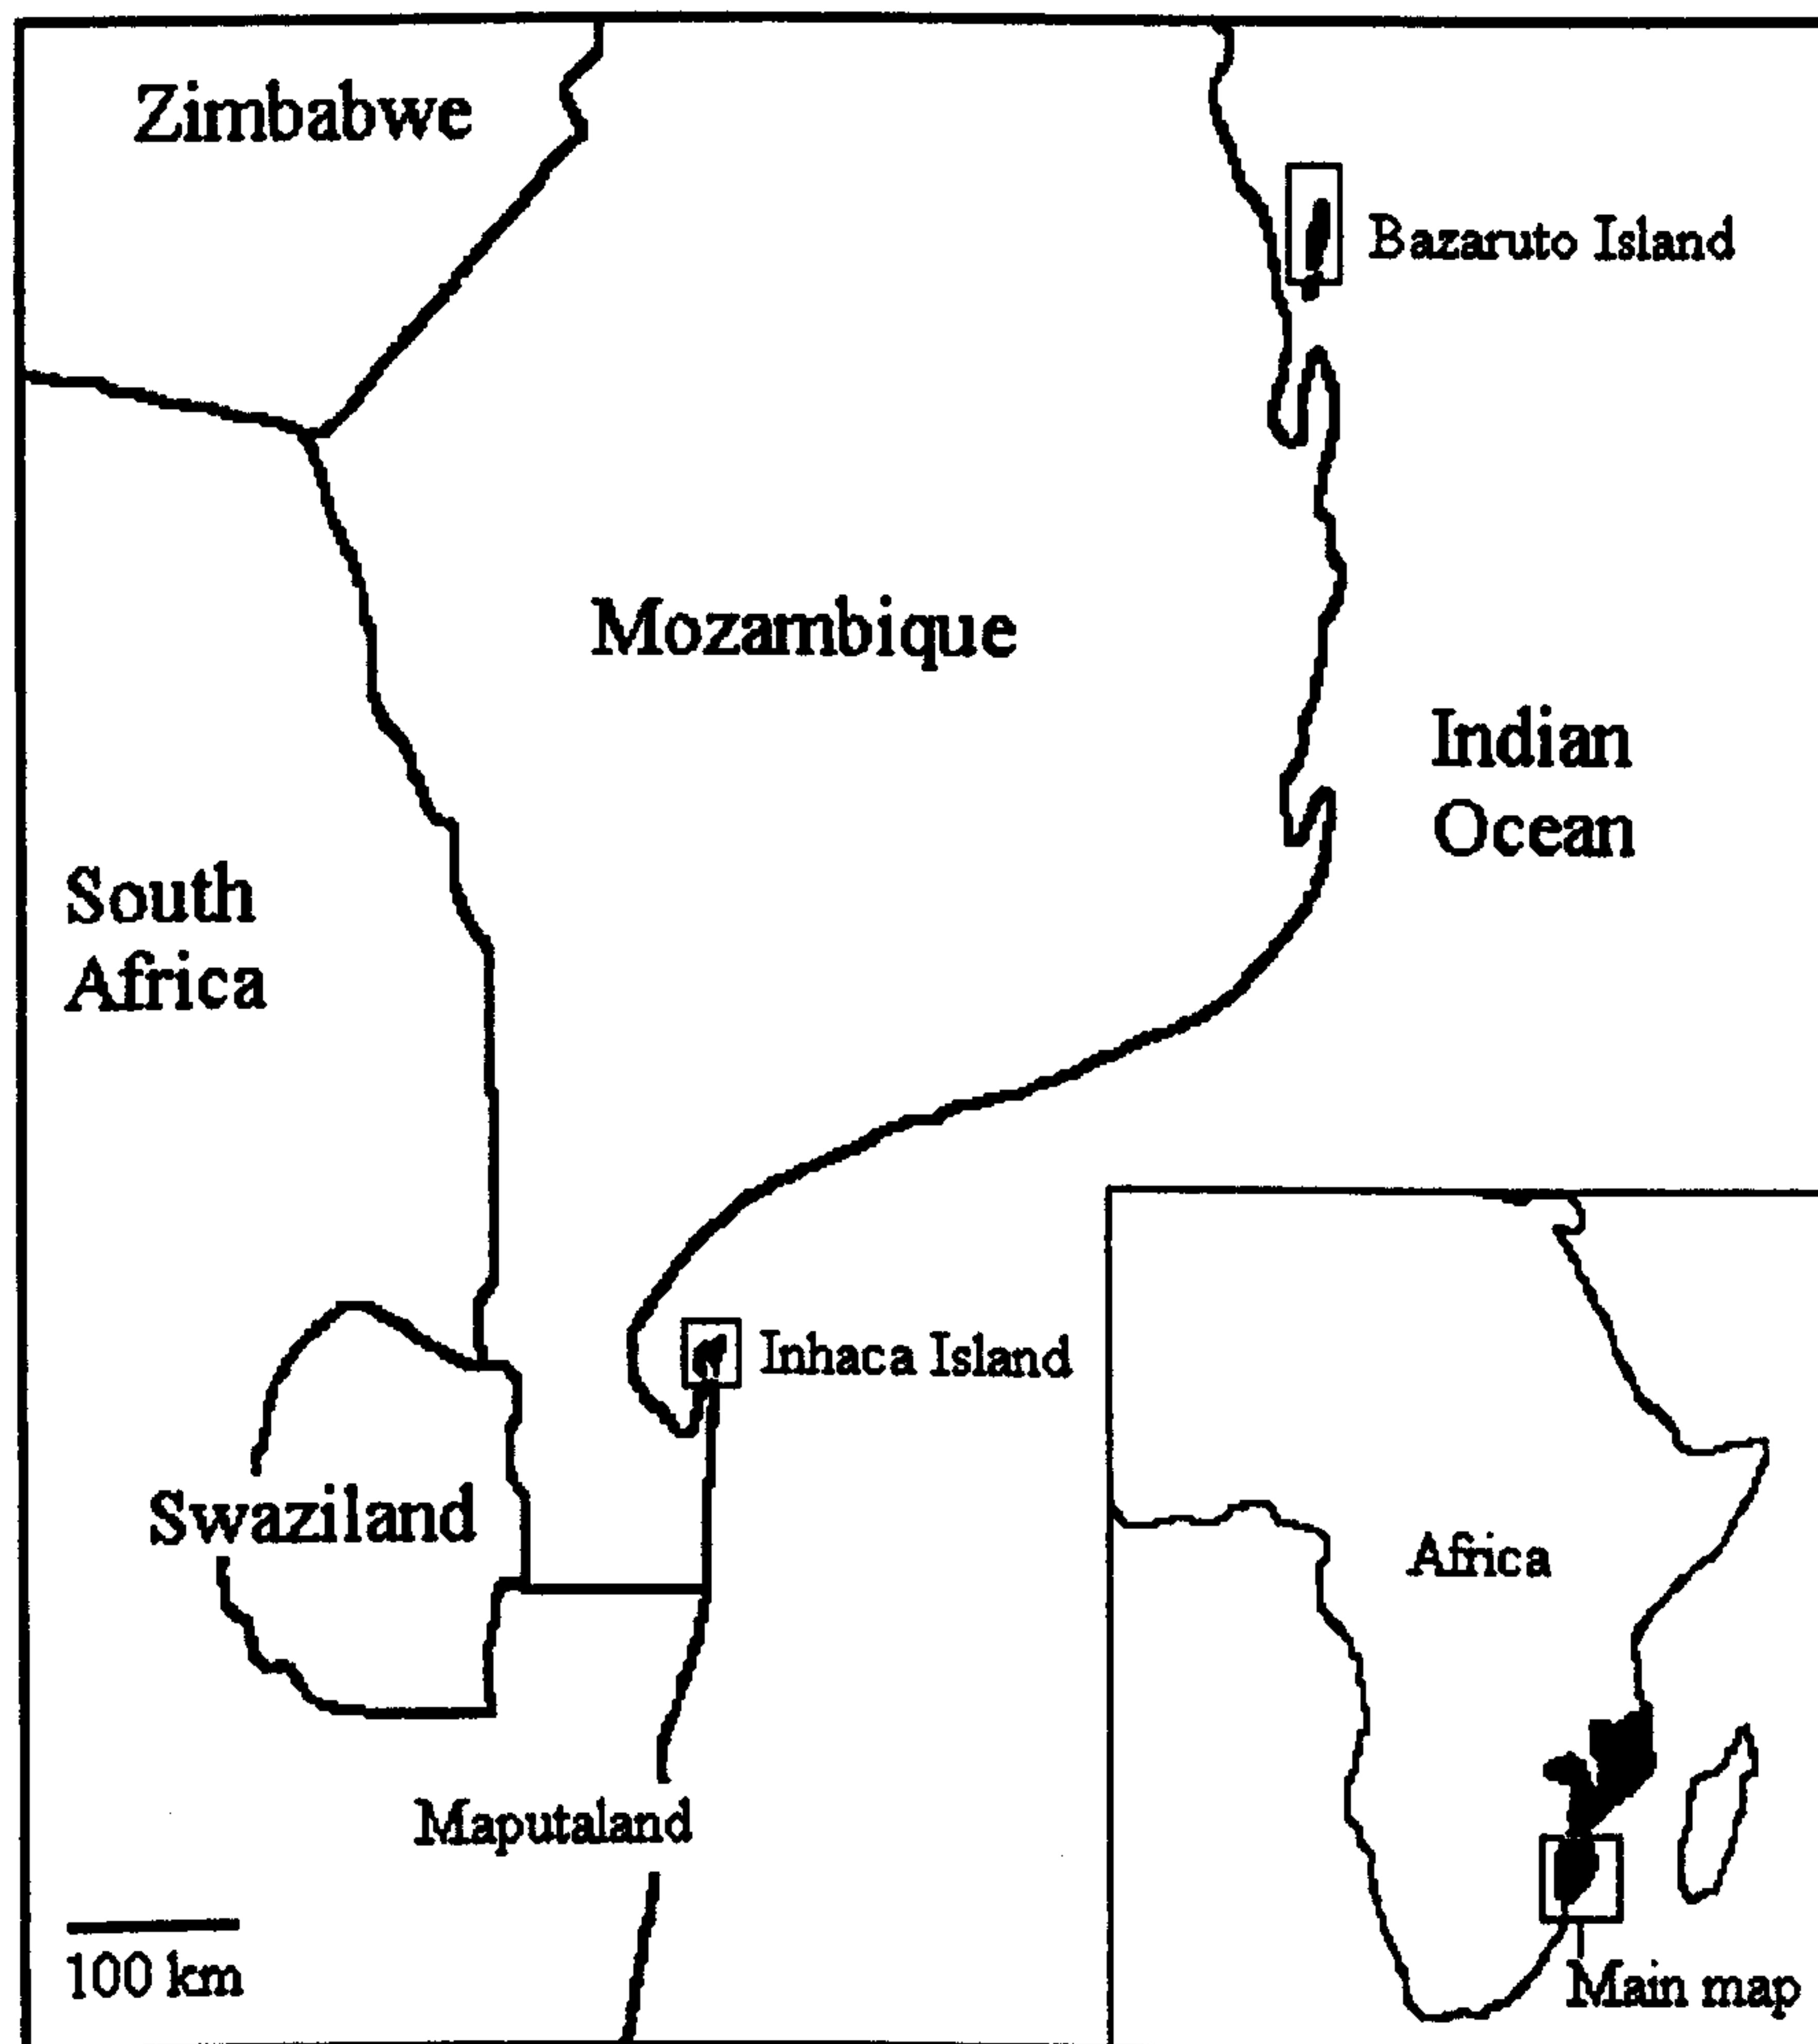 Zimbabwe
Bazaruto Island
Mozambique
Indian
Ocean
South
Africa
Inhaca Island
Swaziland
Africa
Maputaland
100 km
Main map